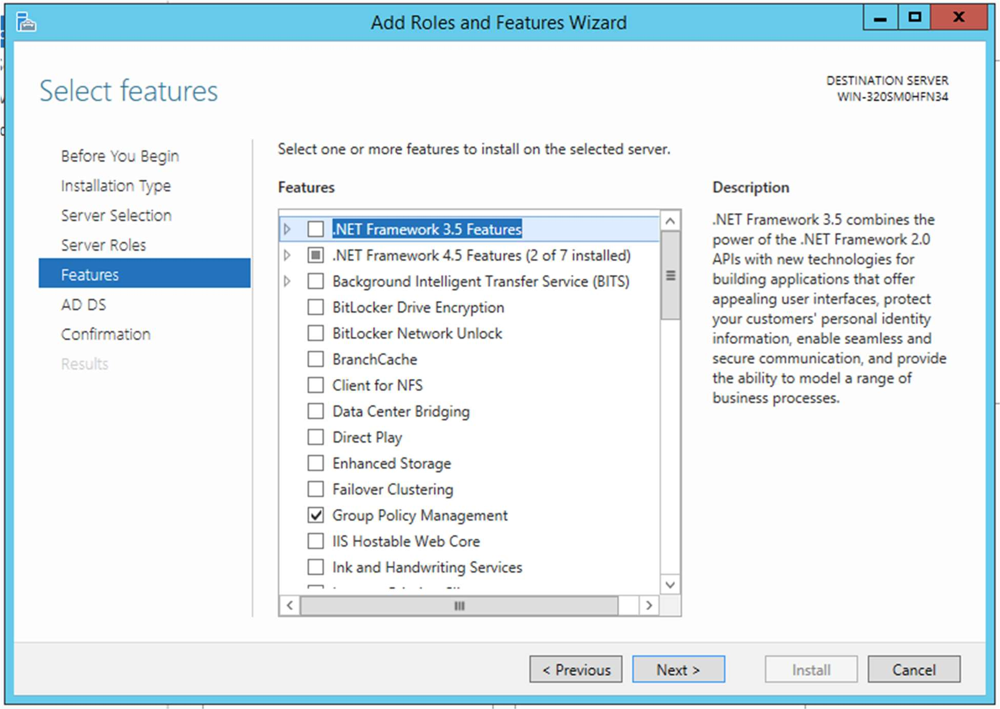 Add Roles and Features Wizard
Select features
DESTINATION SERVER
WIN-320SM0HFN34
Before You Begin
Installation Type
Server Selection
Server Roles
Features
AD DS
Confirmation
Results
Select one or more features to install on the selected server.
Features
.NET Framework 3.5 Features
.NET Framework 4.5 Features (2 of 7 installed)
Background Intelligent Transfer Service (BITS)
BitLocker Drive Encryption
BitLocker Network Unlock
BranchCache
Client for NFS
Data Center Bridging
Direct Play
Enhanced Storage
Failover Clustering
Group Policy Management
IIS Hostable Web Core
Ink and Handwriting Services
Description
.NET Framework 3.5 combines the
power of the .NET Framework 2.0
APIs with new technologies for
building applications that offer
appealing user interfaces, protect
your customers' personal identity
information, enable seamless and
secure communication, and provide
the ability to model a range of
business processes.
< Previous
Next >
Install
Cancel